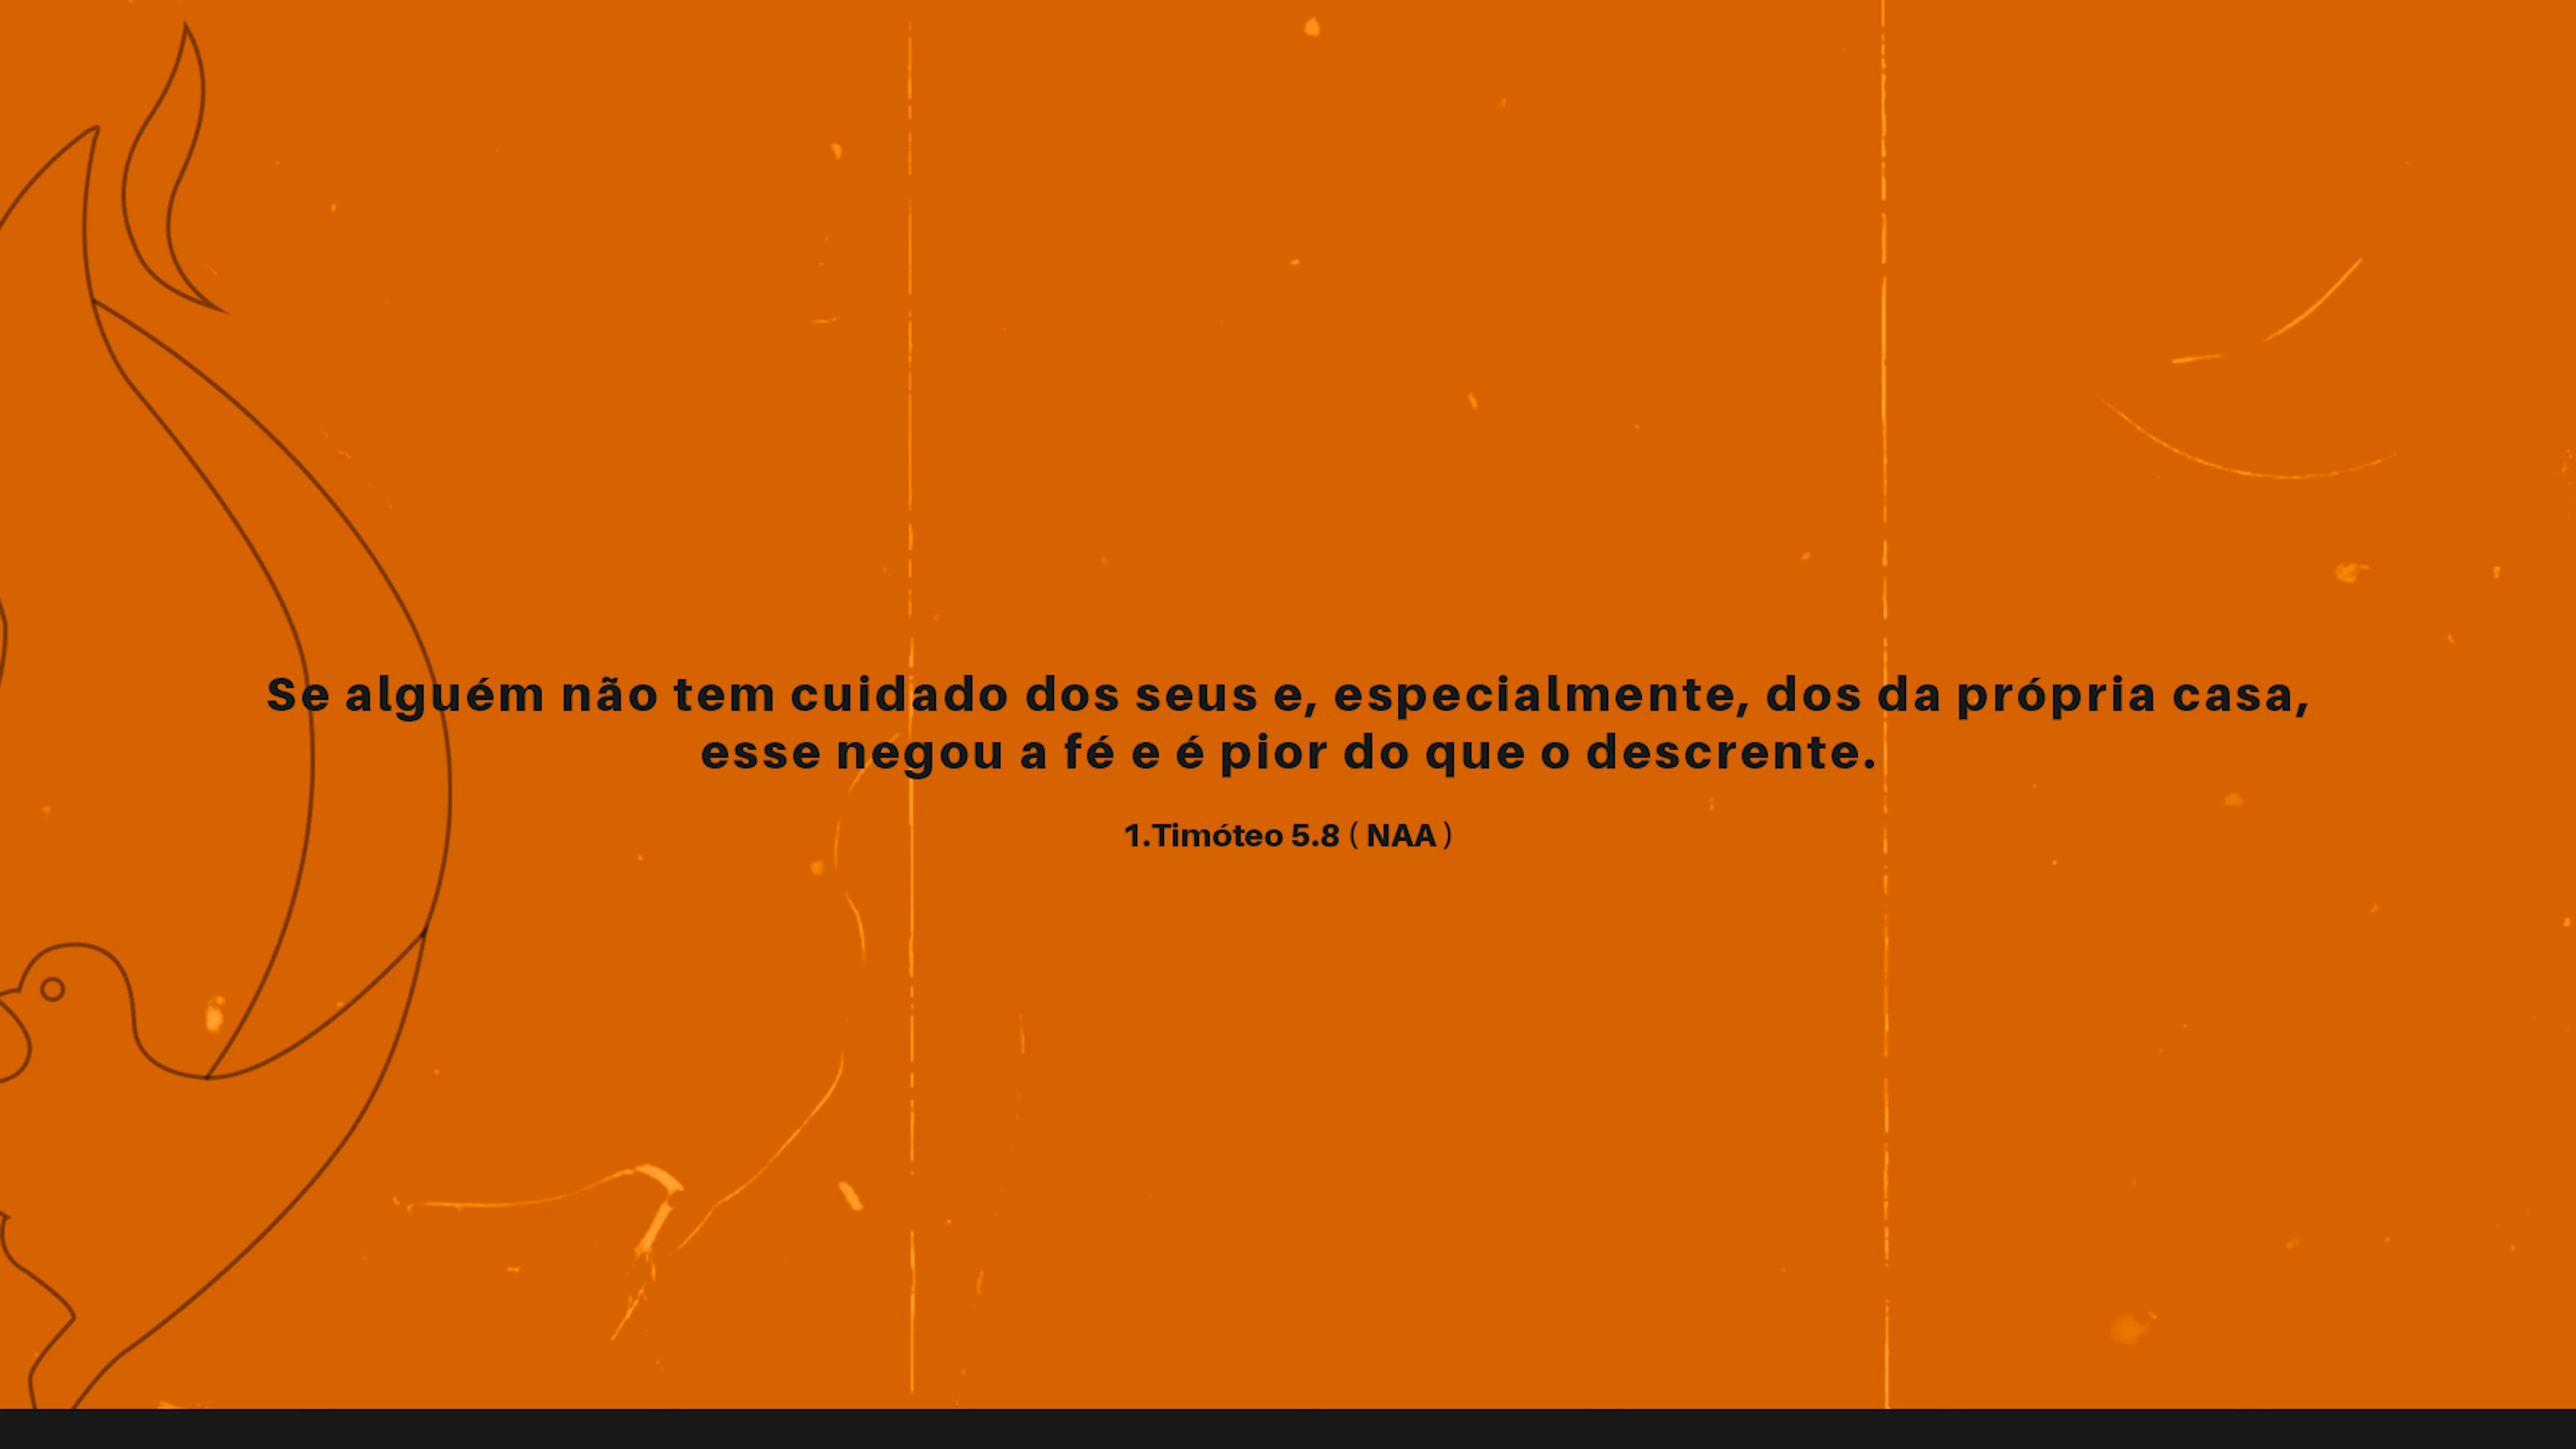 Se alguém não tem cuidado dos seus e, especialmente, dos da própria casa,
esse negou a fé e é pior do que o descrente.
1.Timóteo 5.8 ( NAA )